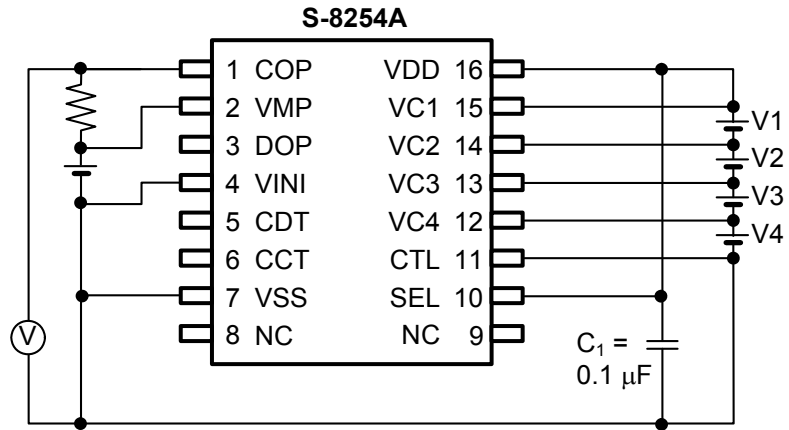 S-8254A
1 COP VDD 16
2 VMP VC1 15
3 DOP VC2 14
4 VINI VC3 13
5 CDT VC4 12
6 CCT CTL 11
7 VSS SEL 10
8 NC NC 9
V1
V2
V3
V4
V
C₁ =
0.1 μF